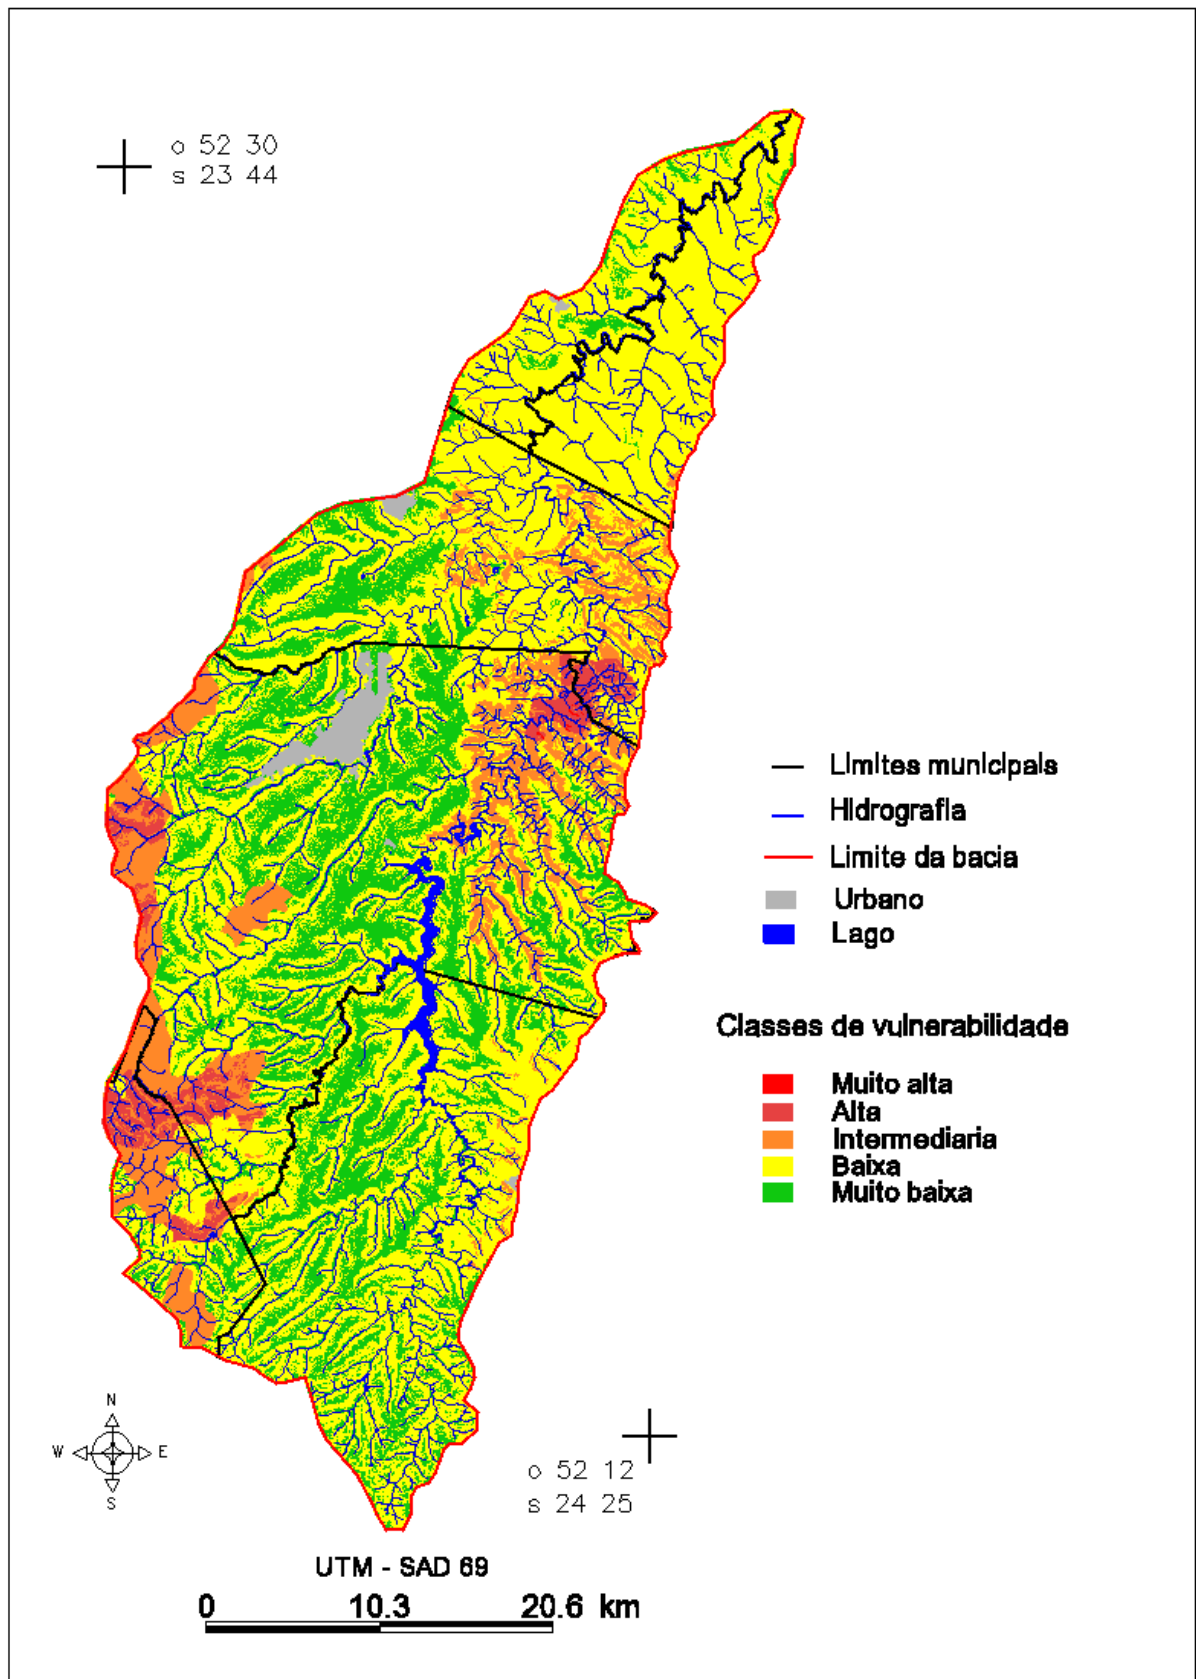 o 52 30
s 23 44
Limites municipais
Hidrografia
Limite da bacia
Urbano
Lago
Classes de vulnerabilidade
Muito alta
Alta
Intermediaria
Baixa
Muito baixa
N
W E
S
o 52 12
s 24 25
UTM - SAD 69
0 10.3 20.6 km